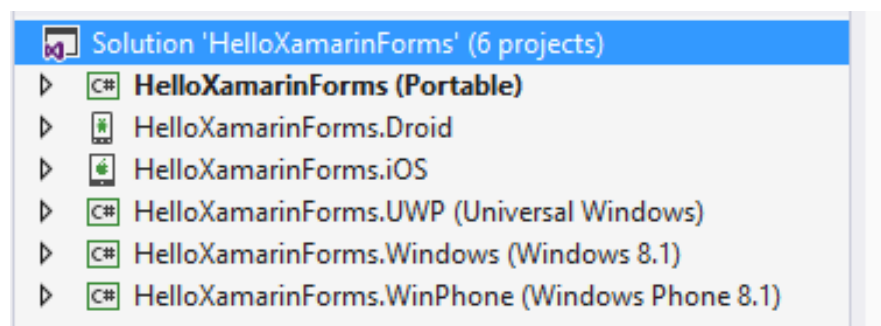 Solution 'HelloXamarinForms' (6 projects)
C# HelloXamarinForms (Portable)
HelloXamarinForms.Droid
HelloXamarinForms.iOS
C# HelloXamarinForms.UWP (Universal Windows)
C# HelloXamarinForms.Windows (Windows 8.1)
C# HelloXamarinForms.WinPhone (Windows Phone 8.1)